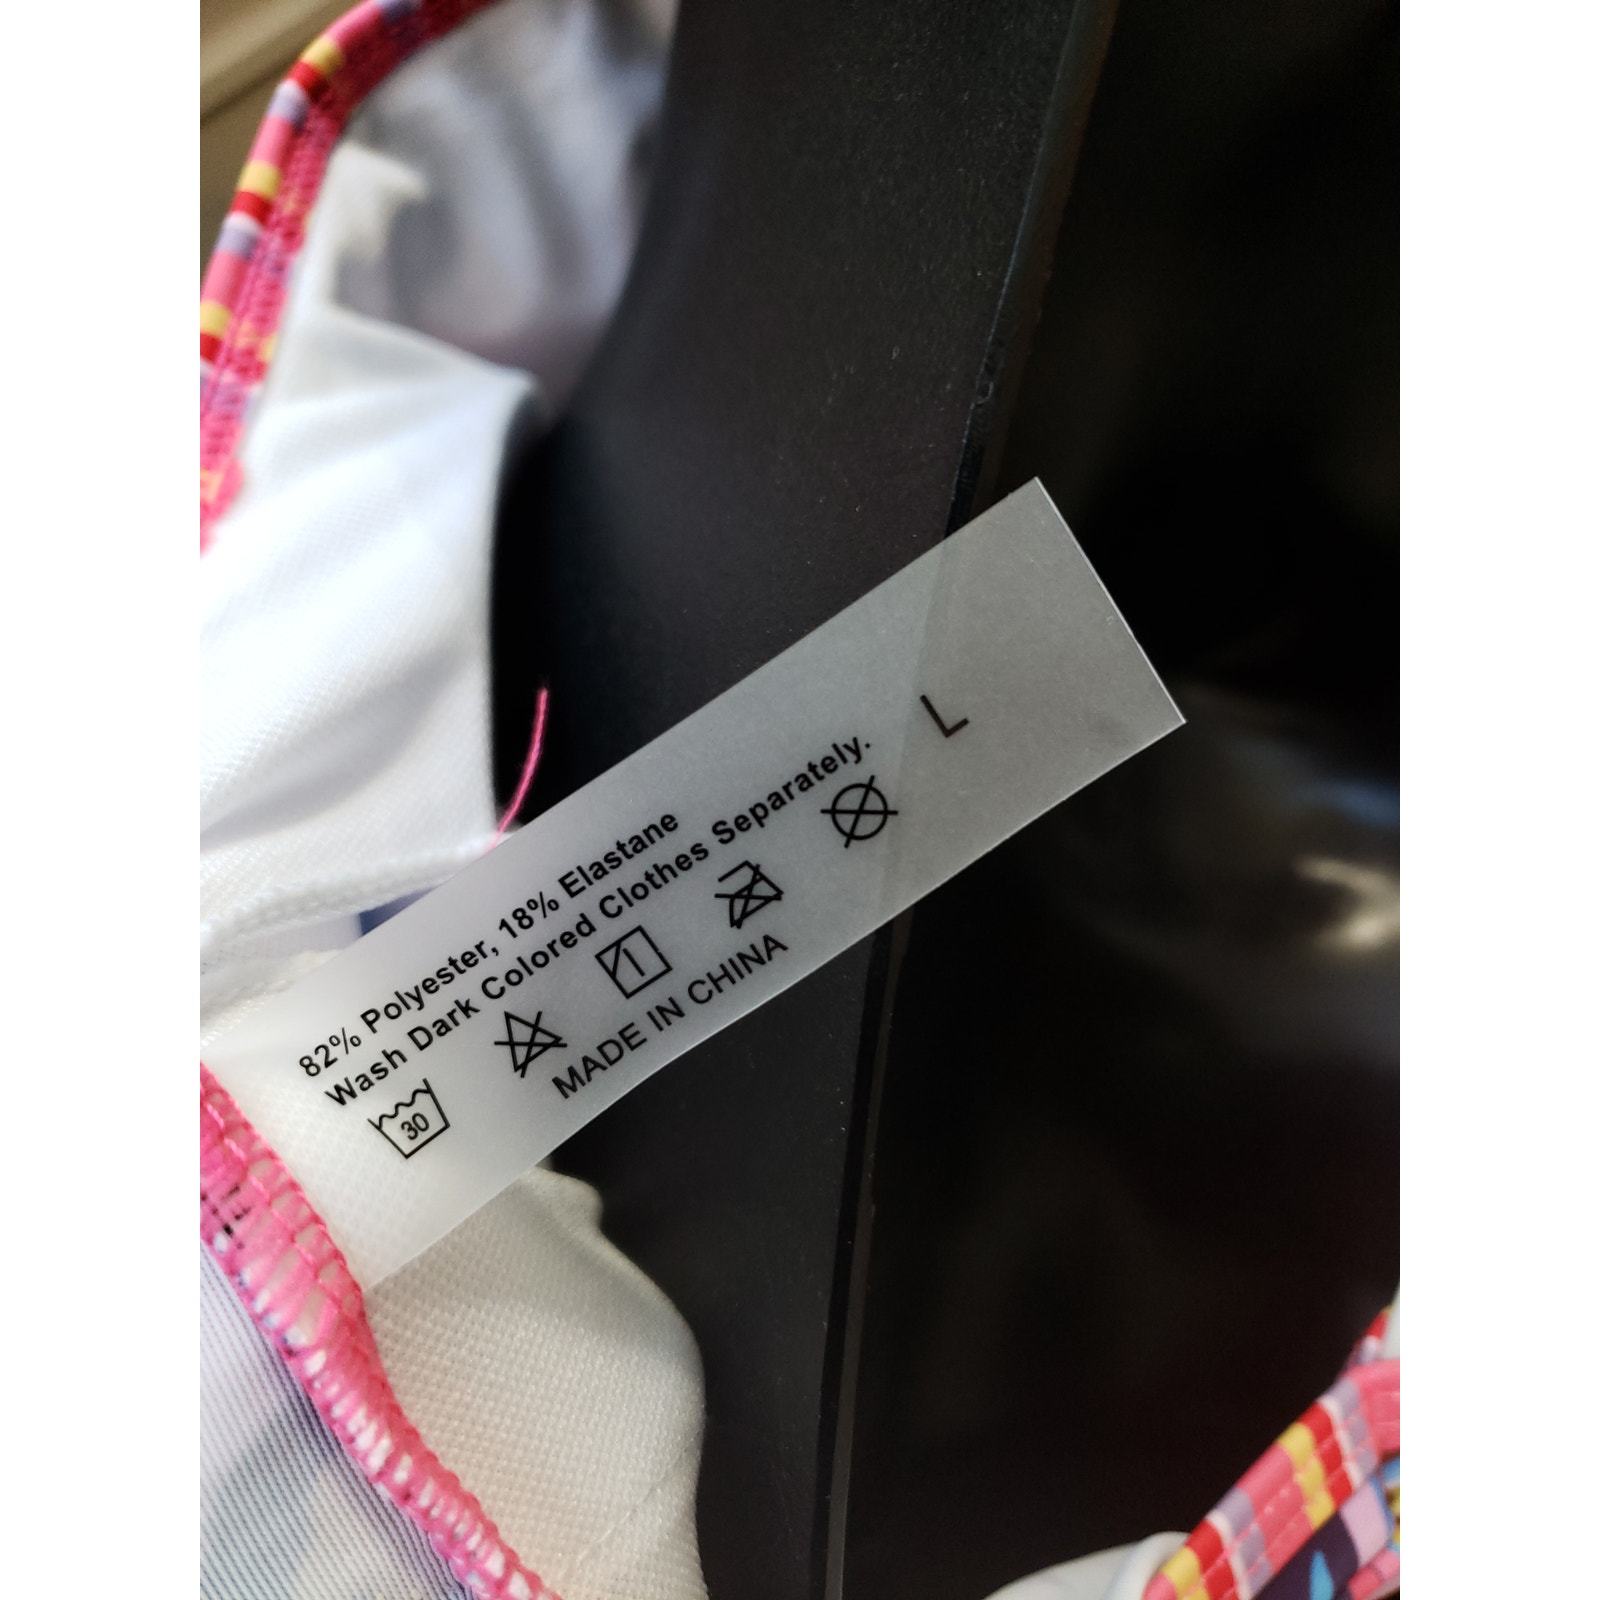 82% Polyester, 18% Elastane
Wash Dark Colored Clothes Separately.
30
MADE IN CHINA
L